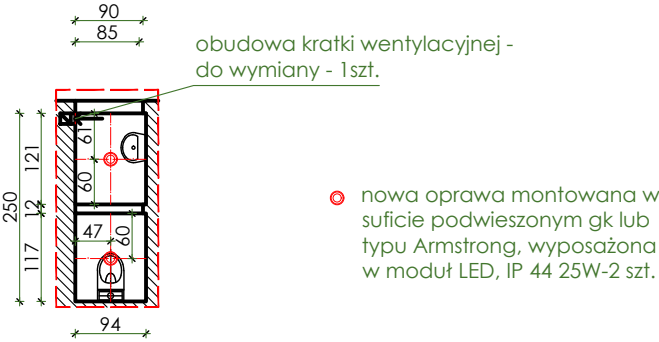 90
85
obudowa kratki wentylacyjnej -
do wymiany - 1szt.
61
121
60
250
12
47
60
117
94
nowa oprawa montowana w
suficie podwieszonym gk lub
typu Armstrong, wyposażona
w moduł LED, IP 44 25W-2 szt.